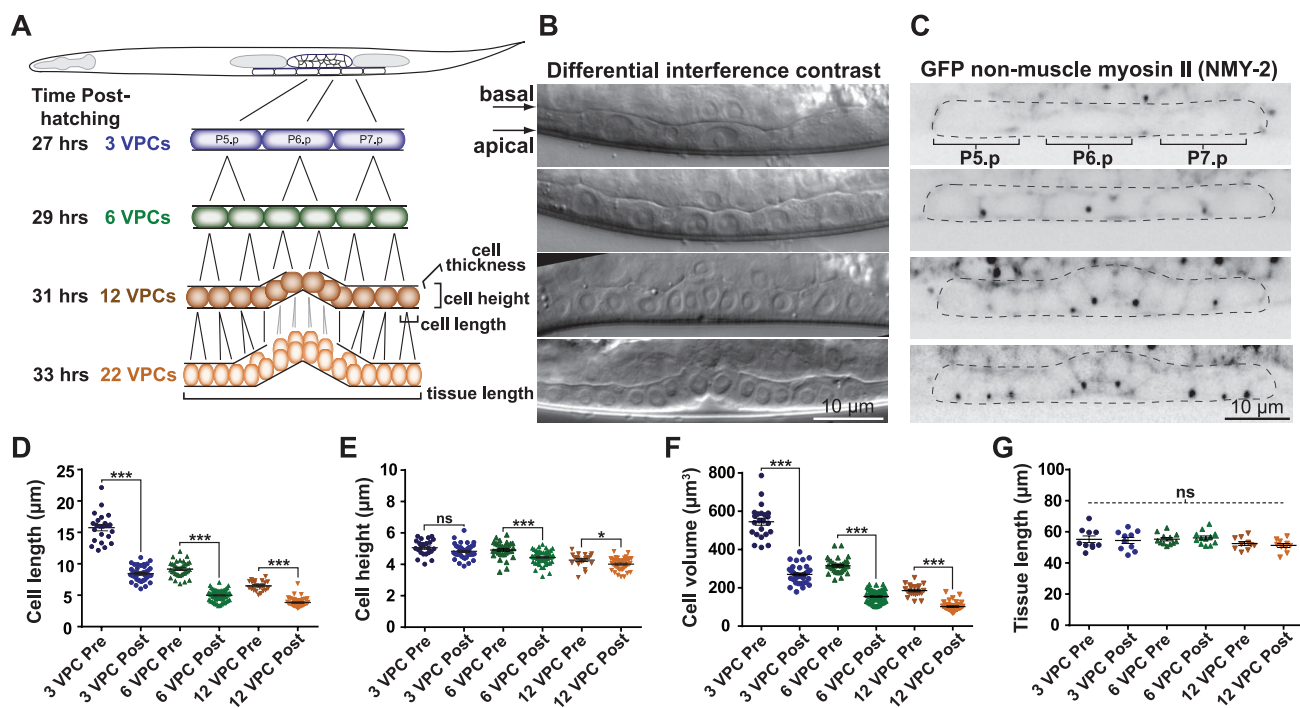 A
Time Post-
hatching
27 hrs 3 VPCs
P5.p P6.p P7.p
29 hrs 6 VPCs
31 hrs 12 VPCs
33 hrs 22 VPCs
cell
thickness
cell height
cell length
tissue length
B
Differential interference contrast
basal
apical
10 µm
C
GFP non-muscle myosin II (NMY-2)
P5.p P6.p P7.p
10 µm
D
Cell length (µm)
25
20
15
10
5
0
***
***
***
3 VPC Pre
3 VPC Post
6 VPC Pre
6 VPC Post
12 VPC Pre
12 VPC Post
E
Cell height (µm)
10
8
6
4
2
0
ns
***
*
3 VPC Pre
3 VPC Post
6 VPC Pre
6 VPC Post
12 VPC Pre
12 VPC Post
F
Cell volume (µm³)
800
600
400
200
0
***
***
***
3 VPC Pre
3 VPC Post
6 VPC Pre
6 VPC Post
12 VPC Pre
12 VPC Post
G
Tissue length (µm)
100
80
60
40
20
0
ns
3 VPC Pre
3 VPC Post
6 VPC Pre
6 VPC Post
12 VPC Pre
12 VPC Post